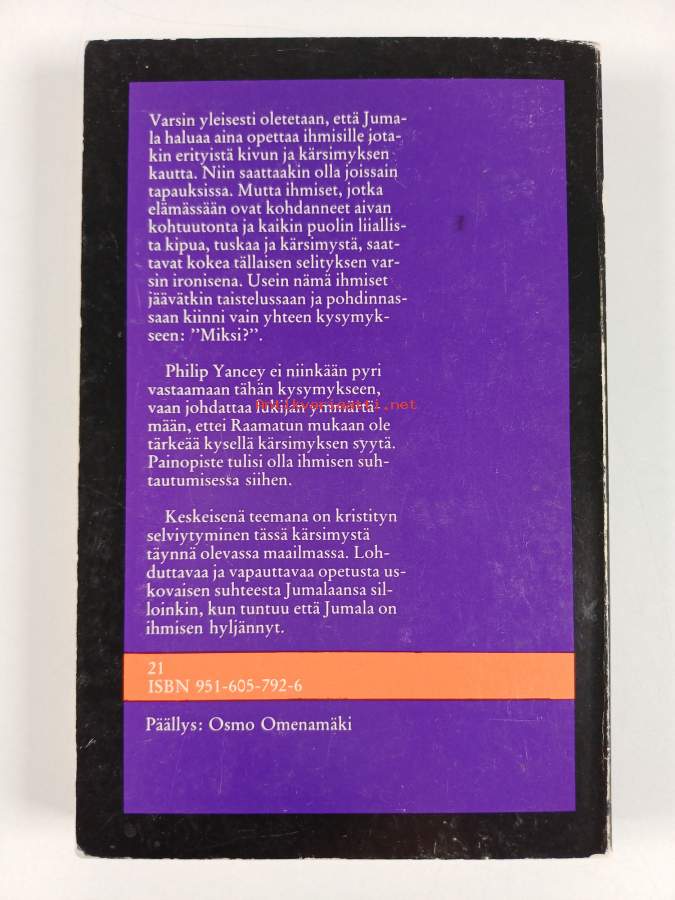 Varsin yleisesti oletetaan, että Juma-
la haluaa aina opettaa ihmisille jota-
kin erityistä kivun ja kärsimyksen
kautta. Niin saattaakin olla joissain
tapauksissa. Mutta ihmiset, jotka
elämässään ovat kohdanneet aivan
kohtuutonta ja kaikin puolin liiallis-
ta kipua, tuskaa ja kärsimystä, saat-
tavat kokea tällaisen selityksen var-
sin ironisena. Usein nämä ihmiset
jäävätkin taistelussaan ja pohdinnas-
saan kiinni vain yhteen kysymyk-
seen: ”Miksi?”.
Philip Yancey ei niinkään pyri
vastaamaan tähän kysymykseen,
vaan johdattaa lukijan ymmärtä-
Antikvariaatti.net
mään, ettei Raamatun mukaan ole
tärkeää kysellä kärsimyksen syytä.
Painopiste tulisi olla ihmisen suh-
tautumisessa siihen.
Keskeisenä teemana on kristityn
selviytyminen tässä kärsimystä
täynnä olevassa maailmassa. Loh-
duttavaa ja vapauttavaa opetusta us-
kovaisen suhteesta Jumalaansa sil-
loinkin, kun tuntuu että Jumala on
ihmisen hyljännyt.
21
ISBN 951-605-792-6
Päällys: Osmo Omenamäki